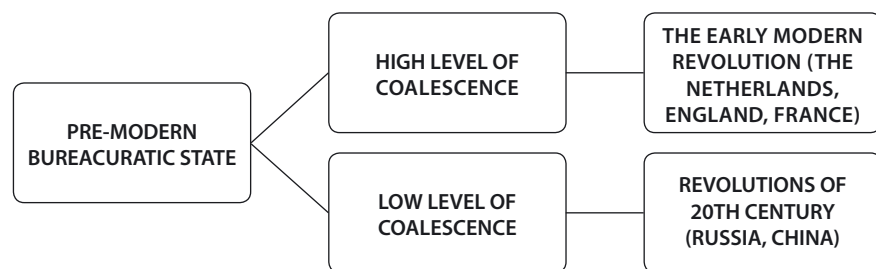 PRE-MODERN
BUREACURATIC STATE
HIGH LEVEL OF
COALESCENCE
THE EARLY MODERN
REVOLUTION (THE
NETHERLANDS,
ENGLAND, FRANCE)
LOW LEVEL OF
COALESCENCE
REVOLUTIONS OF
20TH CENTURY
(RUSSIA, CHINA)